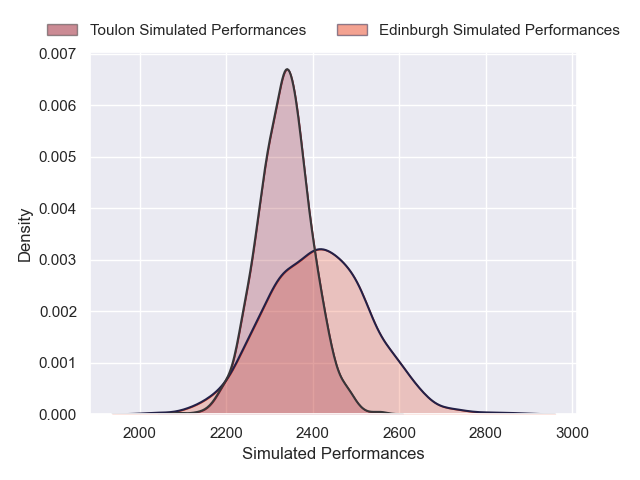 Toulon Simulated Performances Edinburgh Simulated Performances
0.007
0.006
0.005
0.004
0.003
0.002
0.001
0.000
Density
2000 2200 2400 2600 2800 3000
Simulated Performances